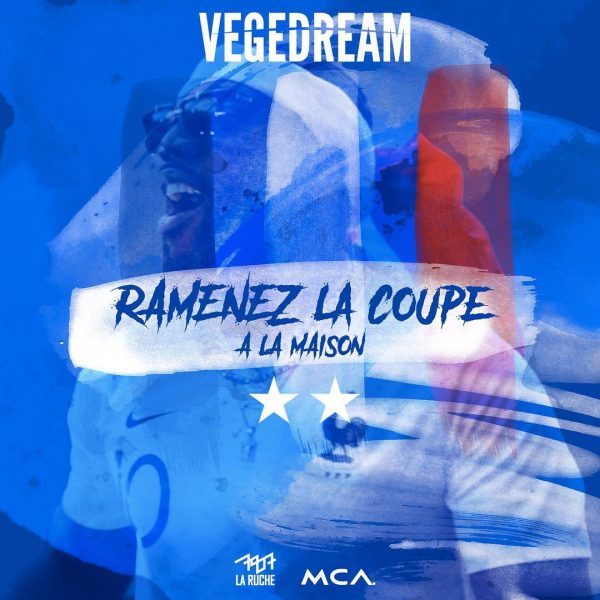 VEGEDREAM
RAMENEZ LA COUPE
A LA MAISON
LA RUCHE
MCA.